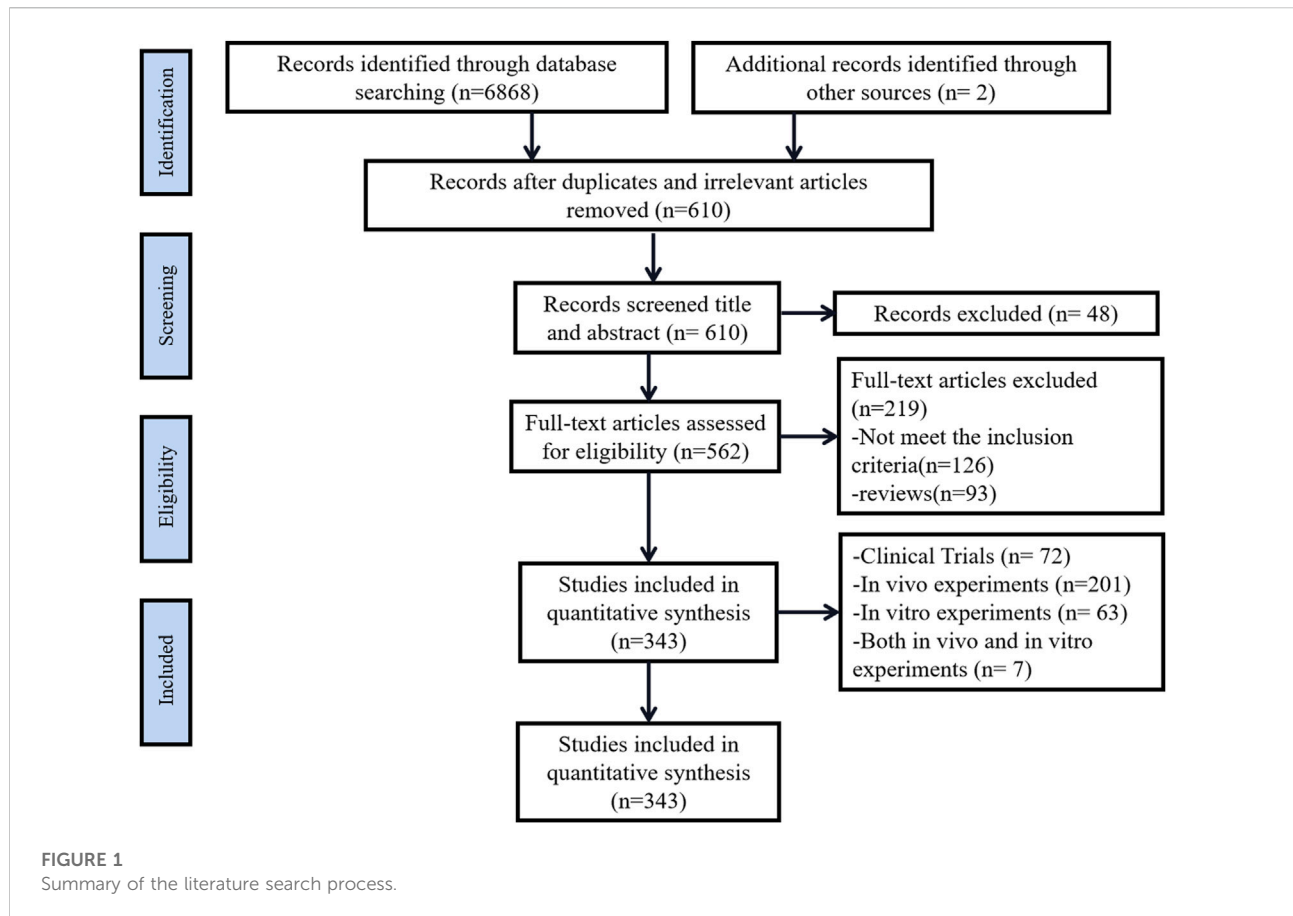 Identification
Records identified through database
searching (n=6868)
Additional records identified through
other sources (n= 2)
Records after duplicates and irrelevant articles
removed (n=610)
Screening
Records screened title
and abstract (n= 610)
Records excluded (n= 48)
Eligibility
Full-text articles assessed
for eligibility (n=562)
Full-text articles excluded
(n=219)
-Not meet the inclusion
criteria(n=126)
-reviews(n=93)
Included
Studies included in
quantitative synthesis
(n=343)
-Clinical Trials (n= 72)
-In vivo experiments (n=201)
-In vitro experiments (n= 63)
-Both in vivo and in vitro
experiments (n= 7)
Studies included in
quantitative synthesis
(n=343)
FIGURE 1
Summary of the literature search process.